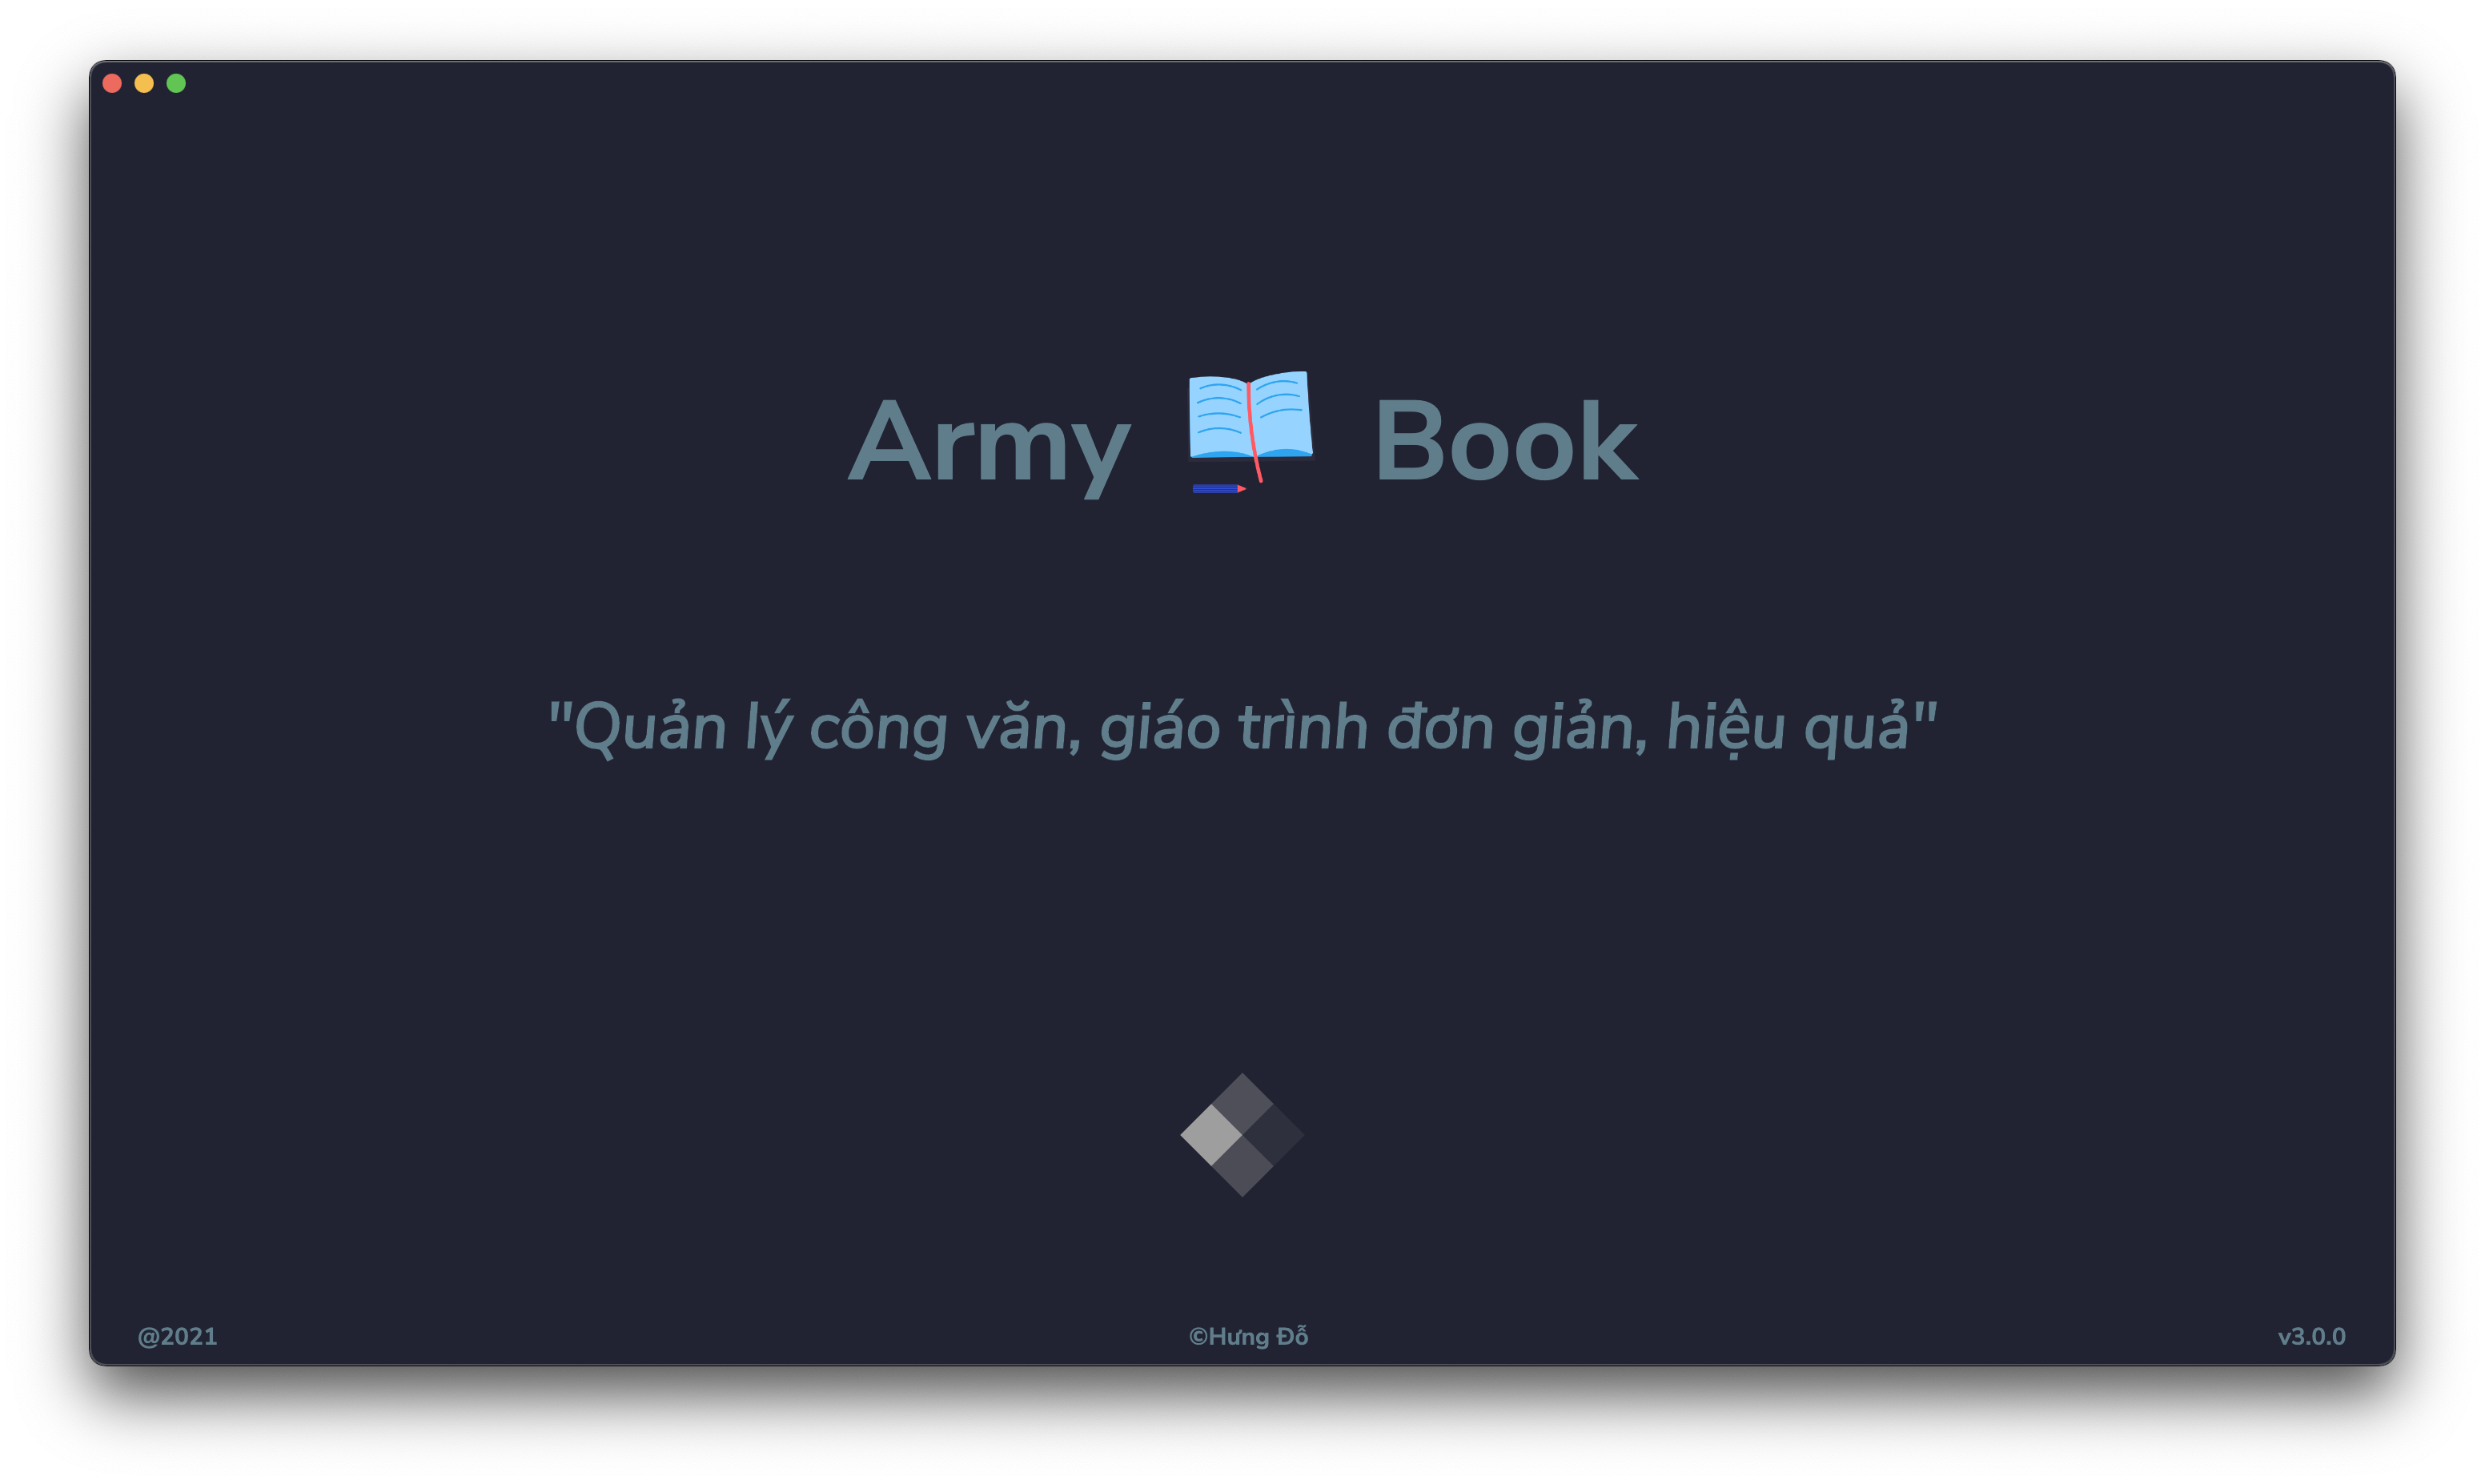 Army Book
"Quản lý công văn, giáo trình đơn giản, hiệu quả"
@2021
©Hưng Đỗ
v3.0.0